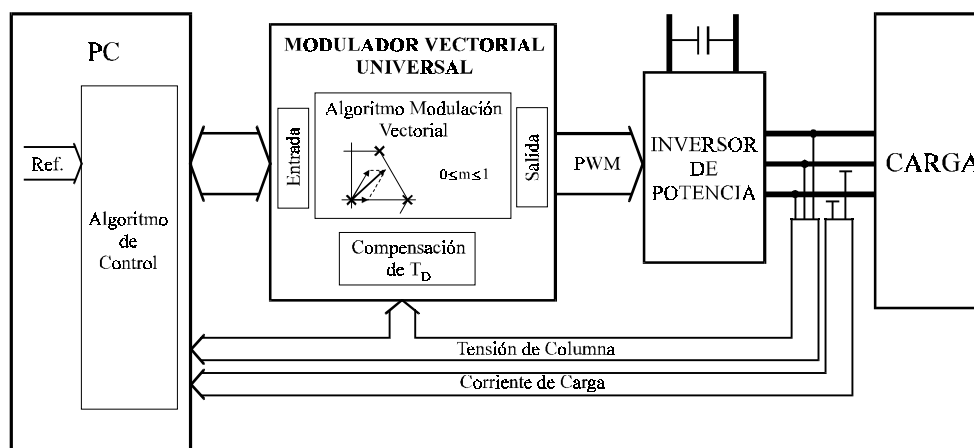 PC
Ref.
Algoritmo
de
Control
MODULADOR VECTORIAL
UNIVERSAL
Entrada
Algoritmo Modulación
Vectorial
0≤m≤1
Salida
Compensación
de T_D
PWM
INVERSOR
DE
POTENCIA
CARGA
Tensión de Columna
Corriente de Carga